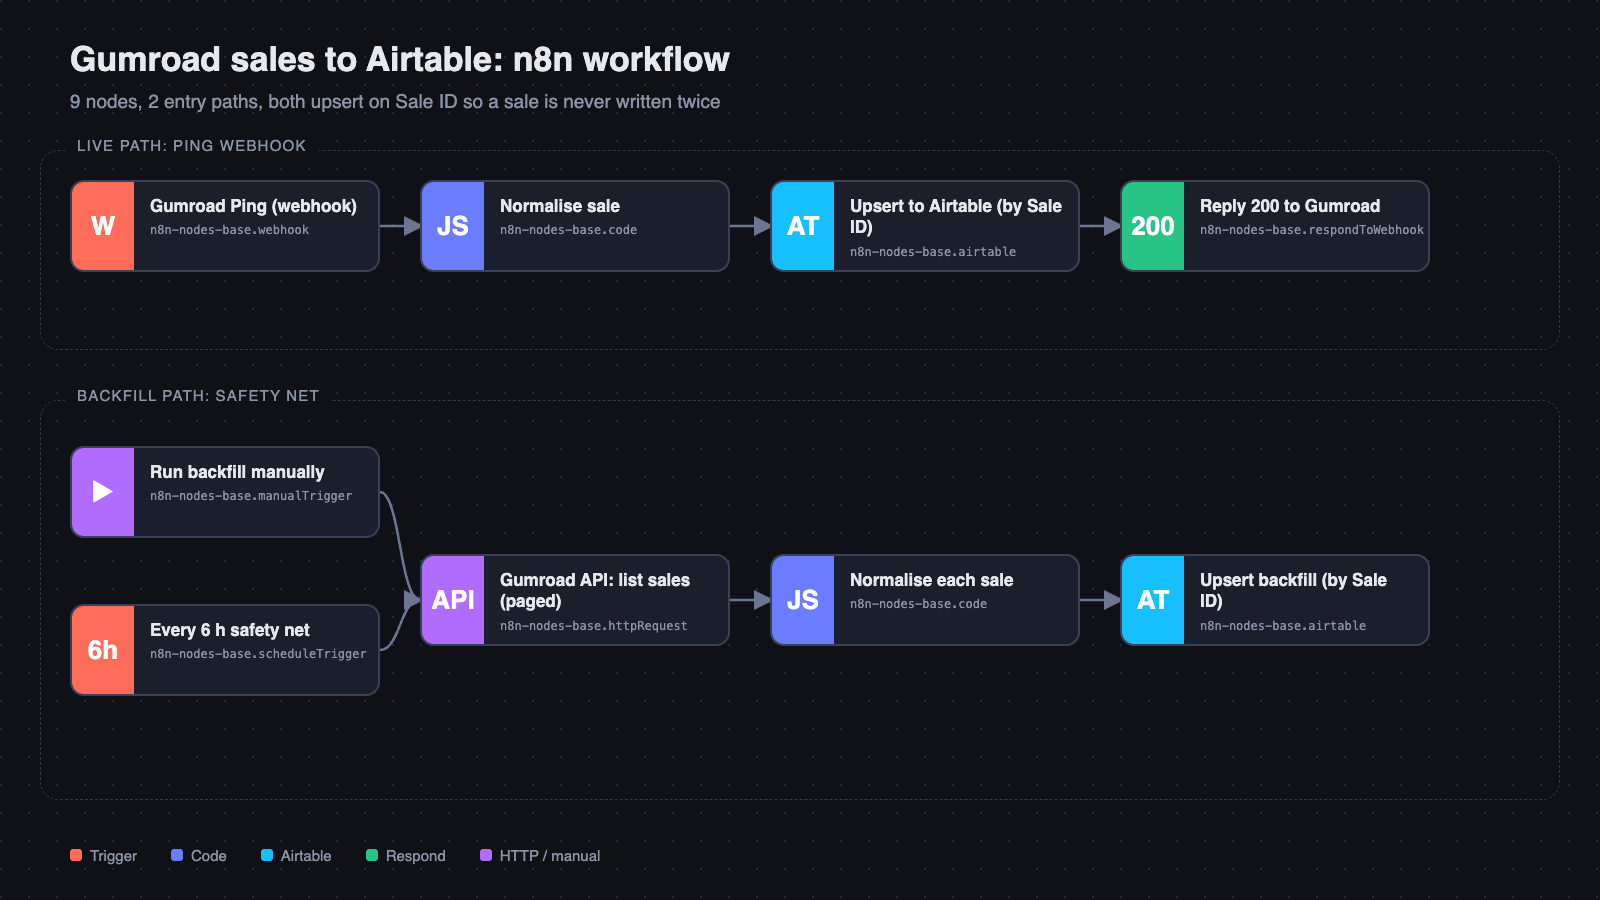 Gumroad sales to Airtable: n8n workflow
9 nodes, 2 entry paths, both upsert on Sale ID so a sale is never written twice
LIVE PATH: PING WEBHOOK
W
Gumroad Ping (webhook)
n8n-nodes-base.webhook
JS
Normalise sale
n8n-nodes-base.code
AT
Upsert to Airtable (by Sale
ID)
n8n-nodes-base.airtable
200
Reply 200 to Gumroad
n8n-nodes-base.respondToWebhook
BACKFILL PATH: SAFETY NET
Run backfill manually
n8n-nodes-base.manualTrigger
6h
Every 6 h safety net
n8n-nodes-base.scheduleTrigger
API
Gumroad API: list sales
(paged)
n8n-nodes-base.httpRequest
JS
Normalise each sale
n8n-nodes-base.code
AT
Upsert backfill (by Sale
ID)
n8n-nodes-base.airtable
Trigger
Code
Airtable
Respond
HTTP / manual